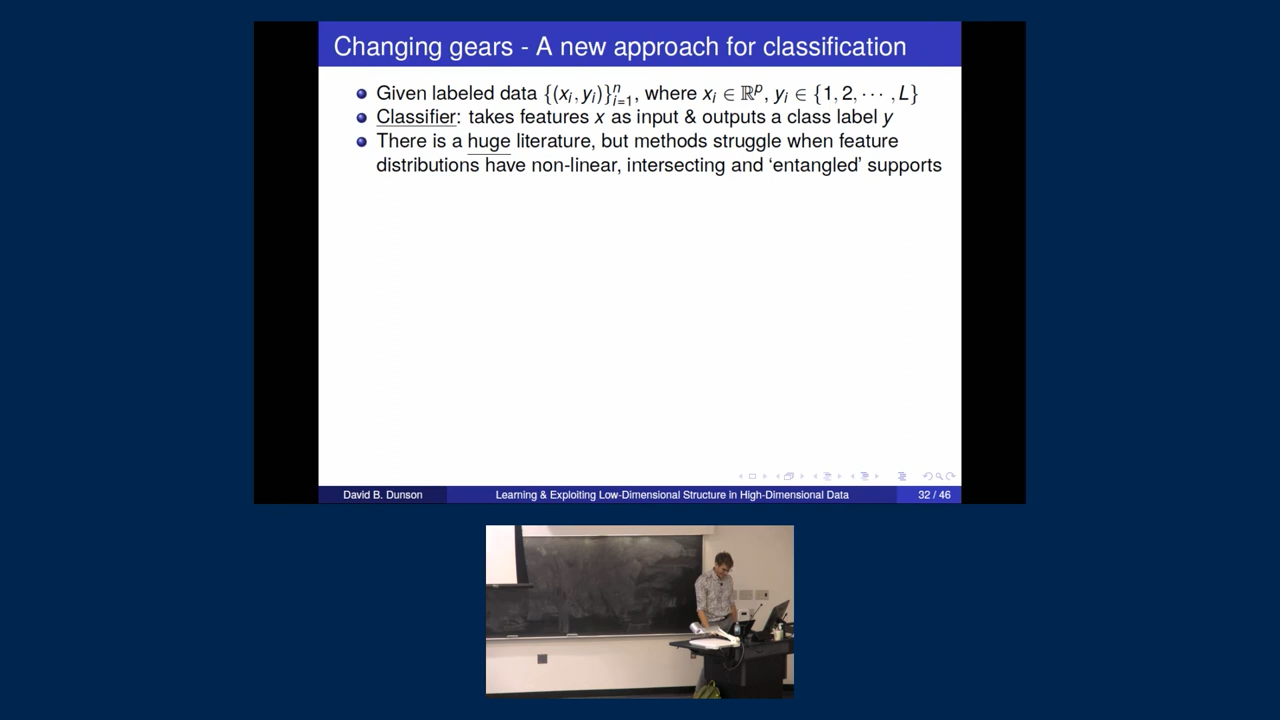 Changing gears - A new approach for classification
Given labeled data {(xᵢ, yᵢ)}ⁿᵢ₌₁, where xᵢ ∈ ℝᵖ, yᵢ ∈ {1, 2, ⋯ , L}
Classifier: takes features x as input & outputs a class label y
There is a huge literature, but methods struggle when feature
distributions have non-linear, intersecting and ‘entangled’ supports
David B. Dunson Learning & Exploiting Low-Dimensional Structure in High-Dimensional Data 32 / 46